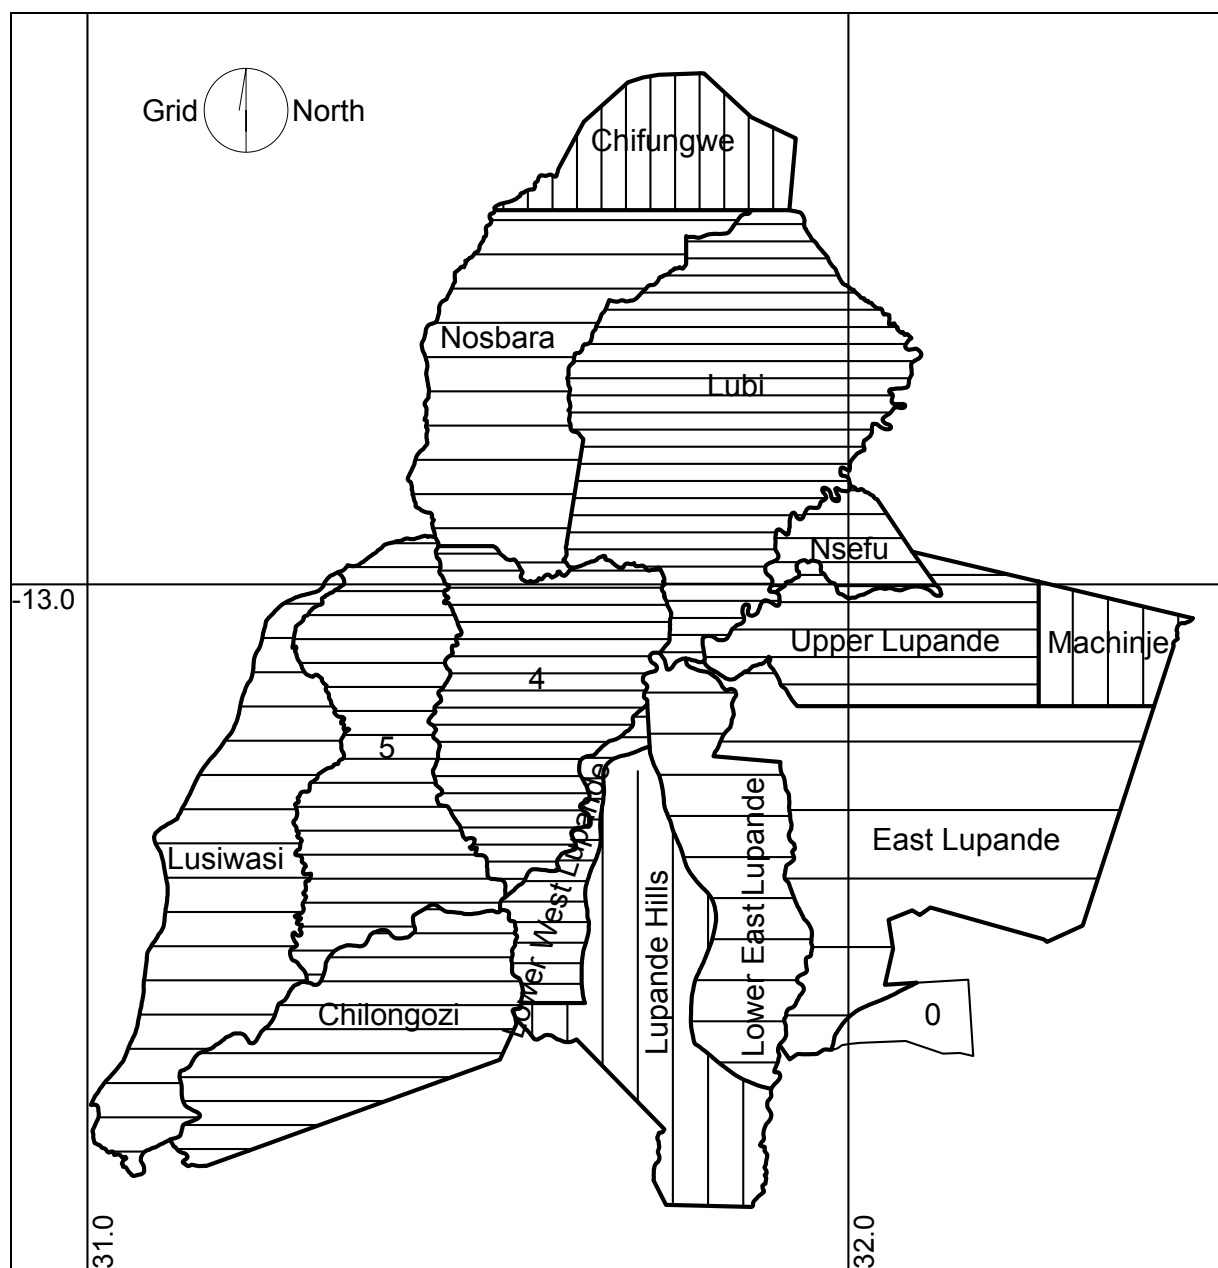 Grid North
Chifungwe
Nosbara
Lubi
Nsefu
-13.0
Upper Lupande
Machinje
4
5
Lower West Lupande
Lusiwasi
Lupande Hills
Lower East Lupande
East Lupande
Chilongozi
0
31.0
32.0